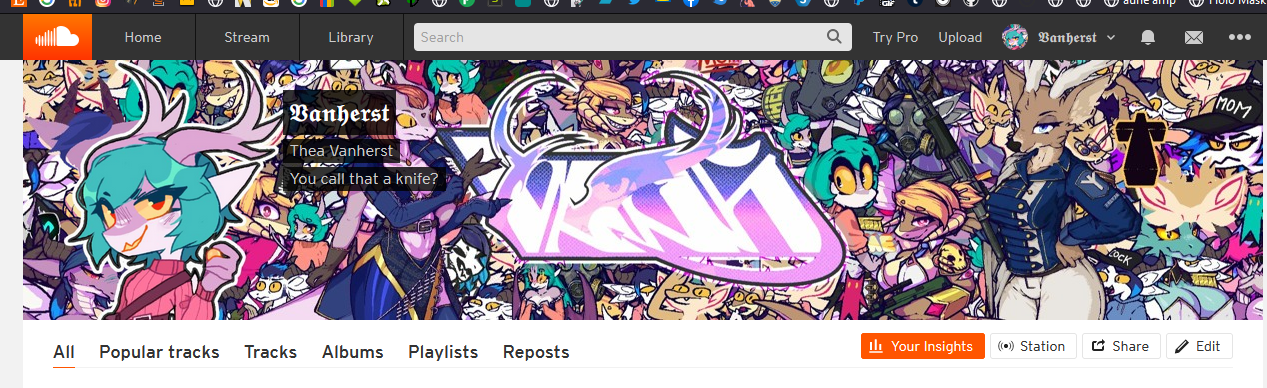 aune amp
Holo Mask
Home
Stream
Library
Search
Try Pro
Upload
𝖁𝖆𝖓𝖍𝖊𝖗𝖘𝖙
𝖁𝖆𝖓𝖍𝖊𝖗𝖘𝖙
Thea Vanherst
You call that a knife?
MOM
Y
LOCK
All
Popular tracks
Tracks
Albums
Playlists
Reposts
Your Insights
Station
Share
Edit